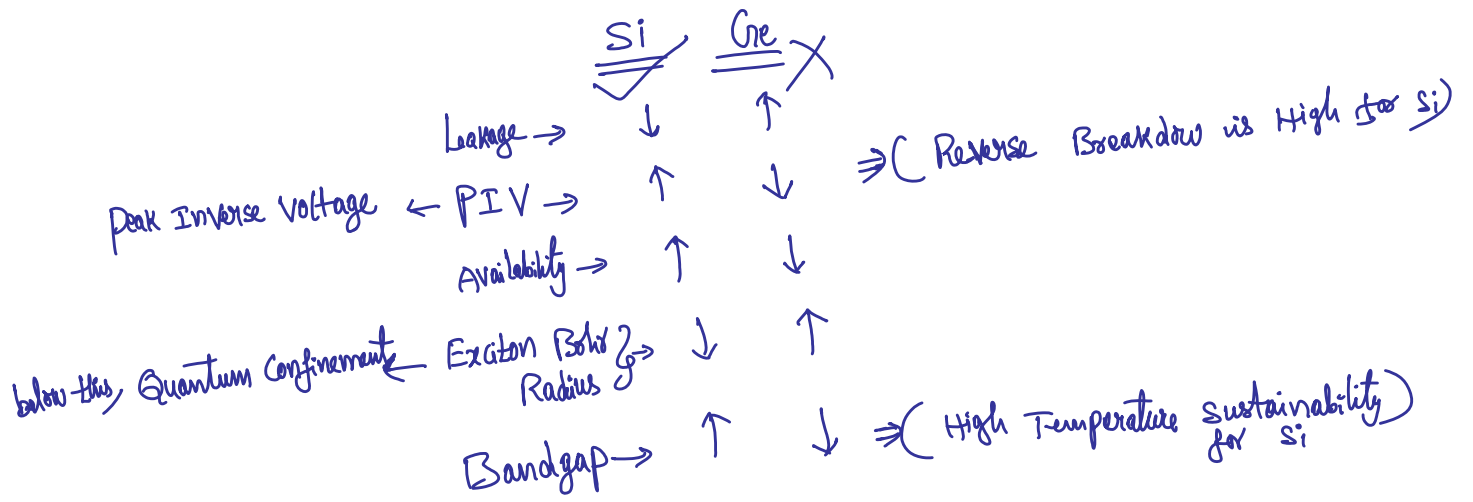 Si Ge
Leakage → ↓ ↑
⇛ (Reverse Breakdow is High for Si)
Peak Inverse Voltage ← PIV → ↑ ↓
Availability → ↑ ↓
below this, Quantum Confinement ← Exciton Bohr
Radius } → ↓ ↑
Bandgap → ↑ ↓ ⇛ (High Temperature Sustainability
for Si)